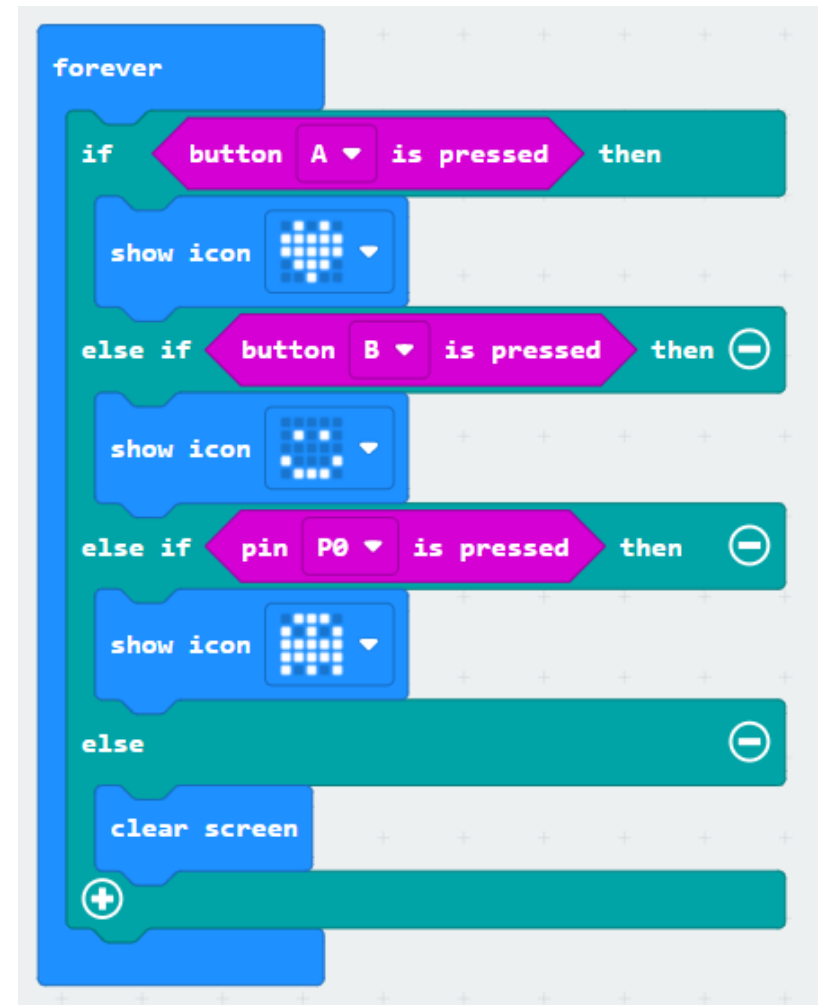 forever
if button A is pressed then
show icon
else if button B is pressed then
show icon
else if pin P0 is pressed then
show icon
else
clear screen